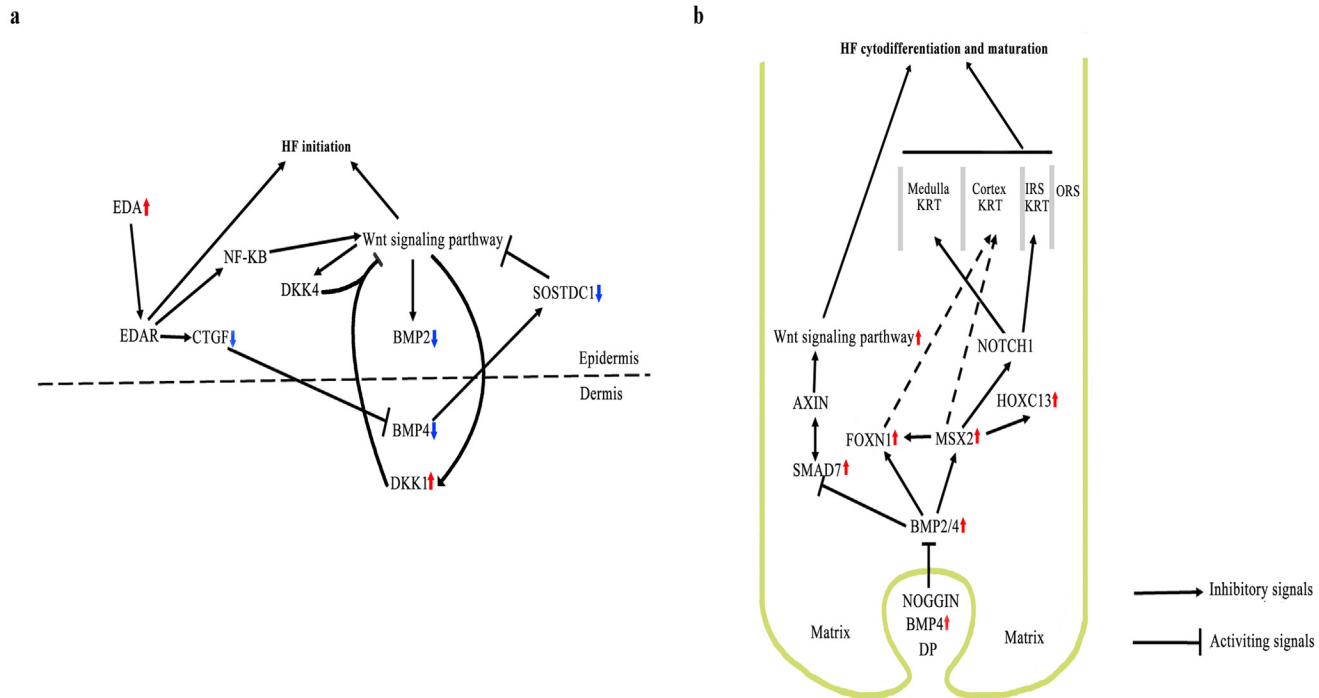 a
HF initiation
EDA
NF-KB
Wnt signaling parthway
DKK4
SOSTDC1
EDAR
CTGF
BMP2
Epidermis
Dermis
BMP4
DKK1
b
HF cytodifferentiation and maturation
Medulla
KRT
Cortex
KRT
IRS
KRT
ORS
Wnt signaling parthway
NOTCH1
AXIN
HOXC13
FOXN1
MSX2
SMAD7
BMP2/4
NOGGIN
BMP4
DP
Matrix
Matrix
Inhibitory signals
Activiting signals